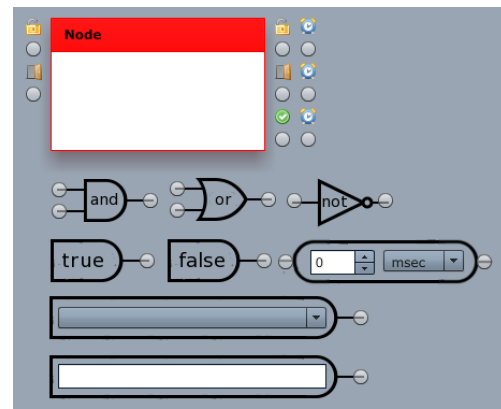 Node
and
or
not
true
false
0
msec